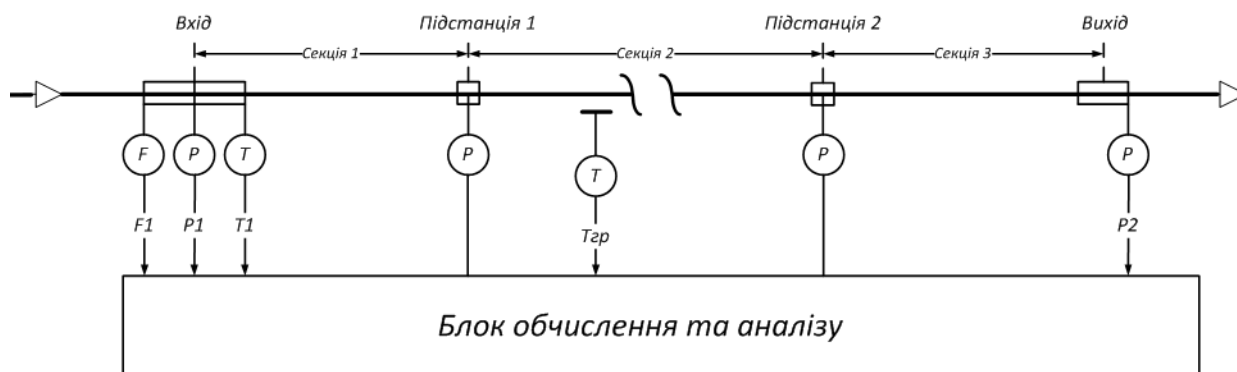 Вхід
Підстанція 1
Підстанція 2
Вихід
Секція 1
Секція 2
Секція 3
F
P
T
P
T
P
P
F1
P1
T1
Тгр
P2
Блок обчислення та аналізу